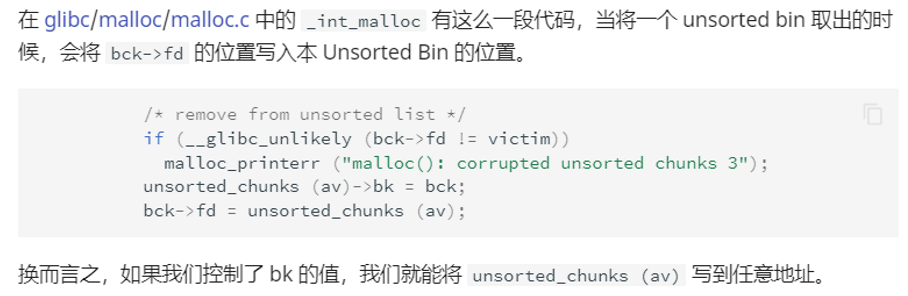 在 glibc/malloc/malloc.c 中的 _int_malloc 有这么一段代码，当将一个 unsorted bin 取出的时
候，会将 bck->fd 的位置写入本 Unsorted Bin 的位置。
/* remove from unsorted list */
if (__glibc_unlikely (bck->fd != victim))
malloc_printerr ("malloc(): corrupted unsorted chunks 3");
unsorted_chunks (av)->bk = bck;
bck->fd = unsorted_chunks (av);
换而言之，如果我们控制了 bk 的值，我们就能将 unsorted_chunks (av) 写到任意地址。